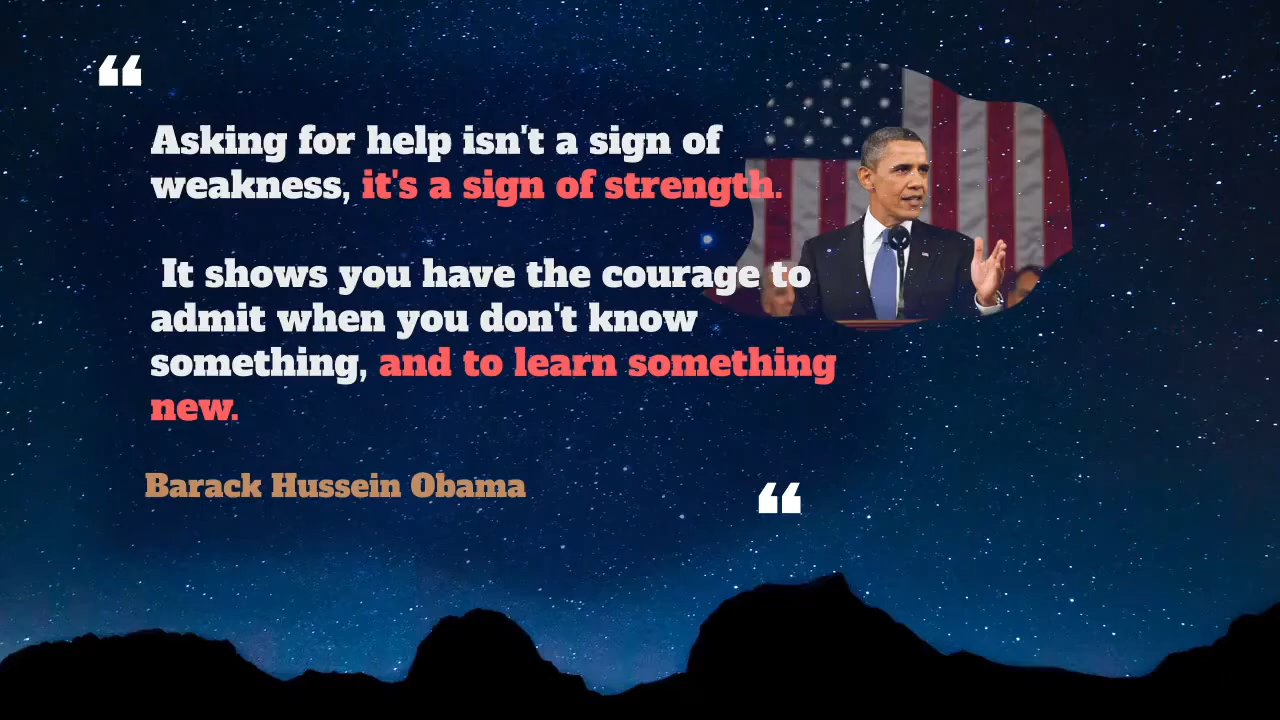 ❝
Asking for help isn't a sign of
weakness, it's a sign of strength.
It shows you have the courage to
admit when you don't know
something, and to learn something
new.
Barack Hussein Obama
❝